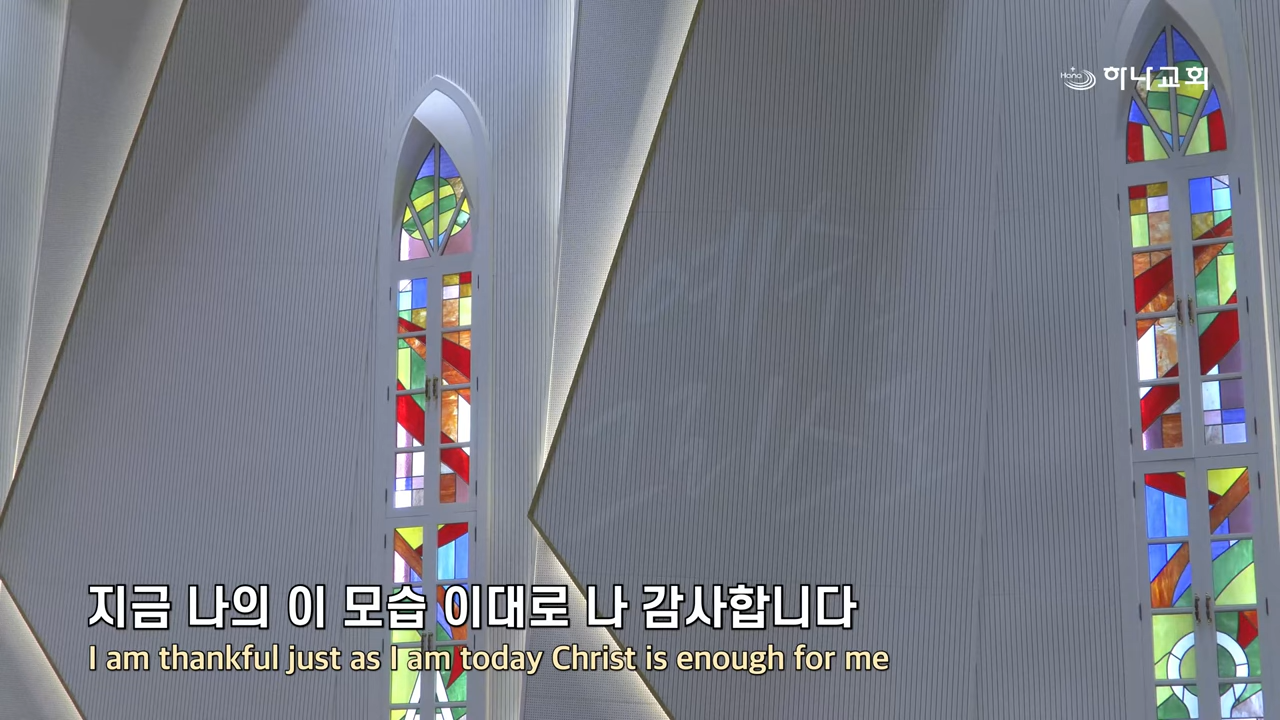 Hana 하나교회
지금 나의 이 모습 이대로 나 감사합니다
I am thankful just as I am today Christ is enough for me